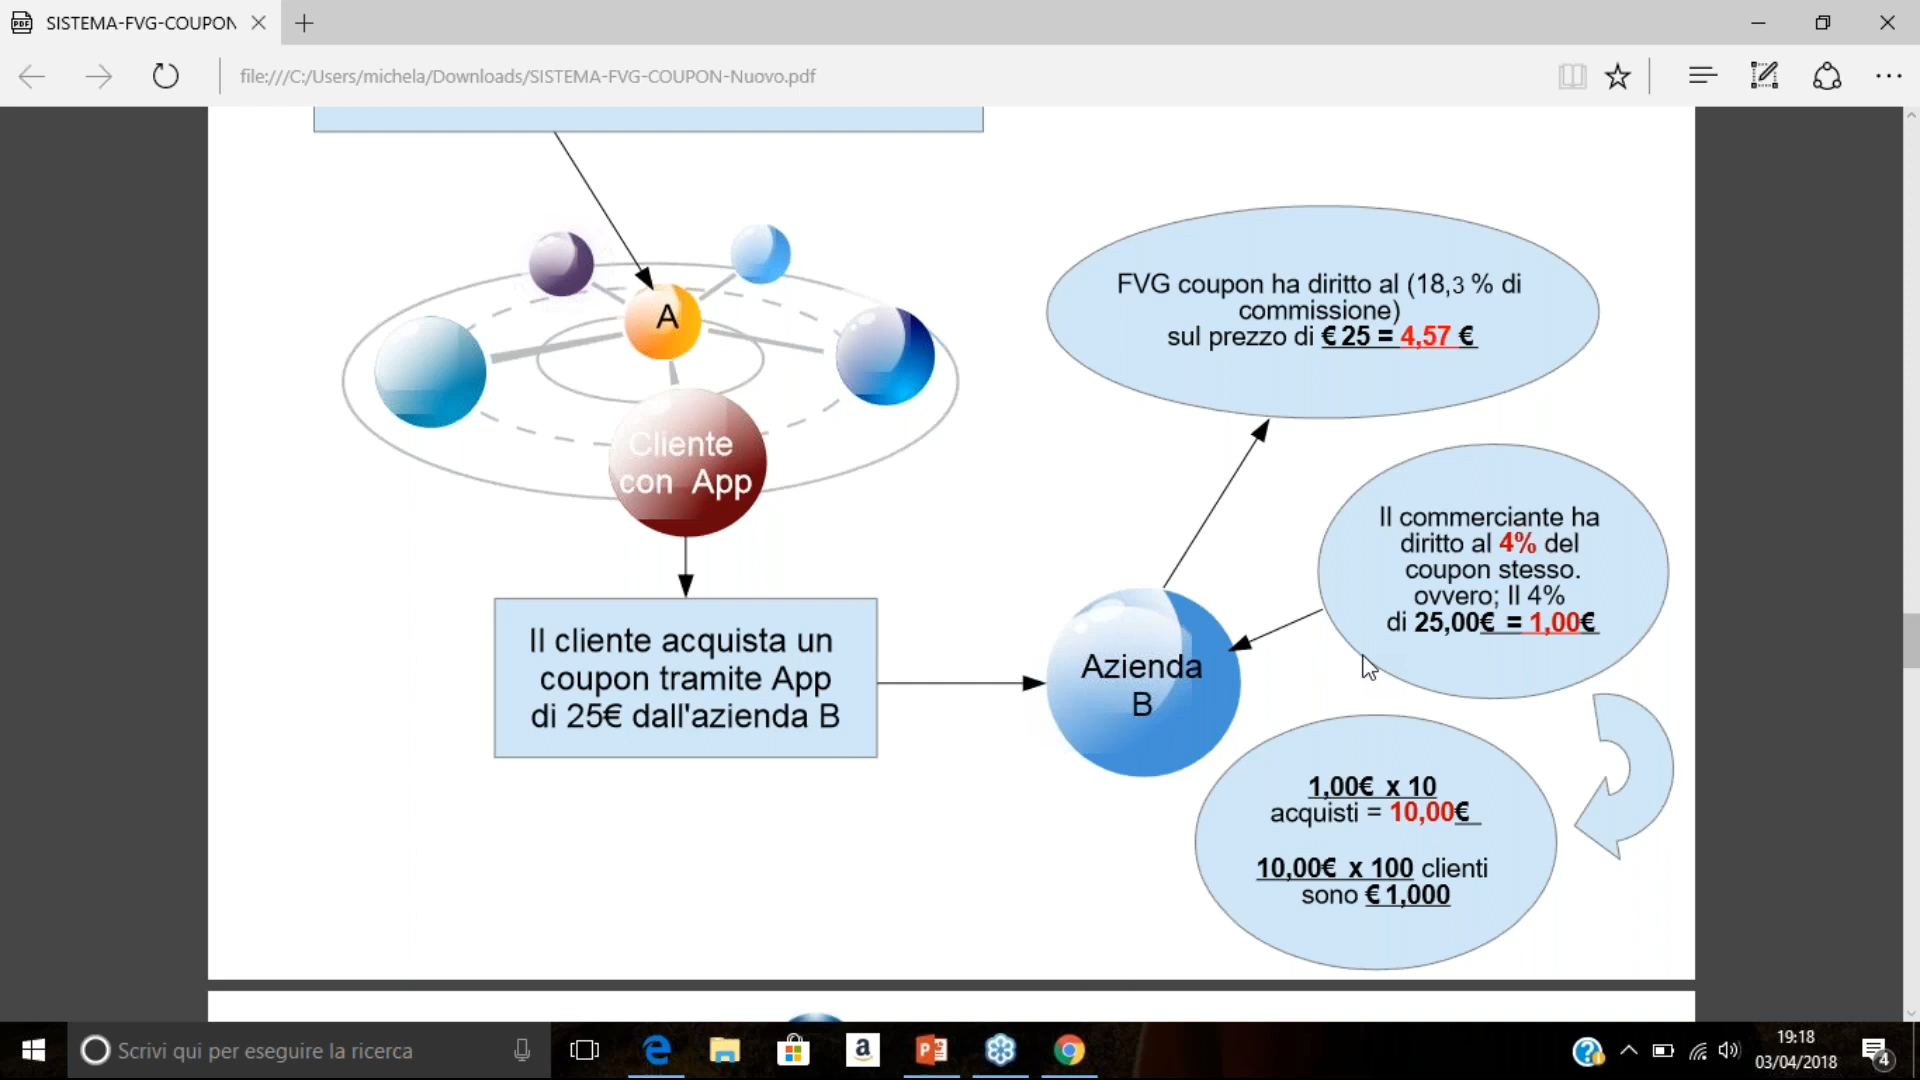 SISTEMA-FVG-COUPON
file:///C:/Users/michela/Downloads/SISTEMA-FVG-COUPON-Nuovo.pdf
A
Cliente
con App
FVG coupon ha diritto al (18,3 % di
commissione)
sul prezzo di € 25 = 4,57 €
Il commerciante ha
diritto al 4% del
coupon stesso.
ovvero; Il 4%
di 25,00€ = 1,00€
Il cliente acquista un
coupon tramite App
di 25€ dall'azienda B
Azienda
B
1,00€ x 10
acquisti = 10,00€
10,00€ x 100 clienti
sono € 1,000
Scrivi qui per eseguire la ricerca
19:18
03/04/2018
4